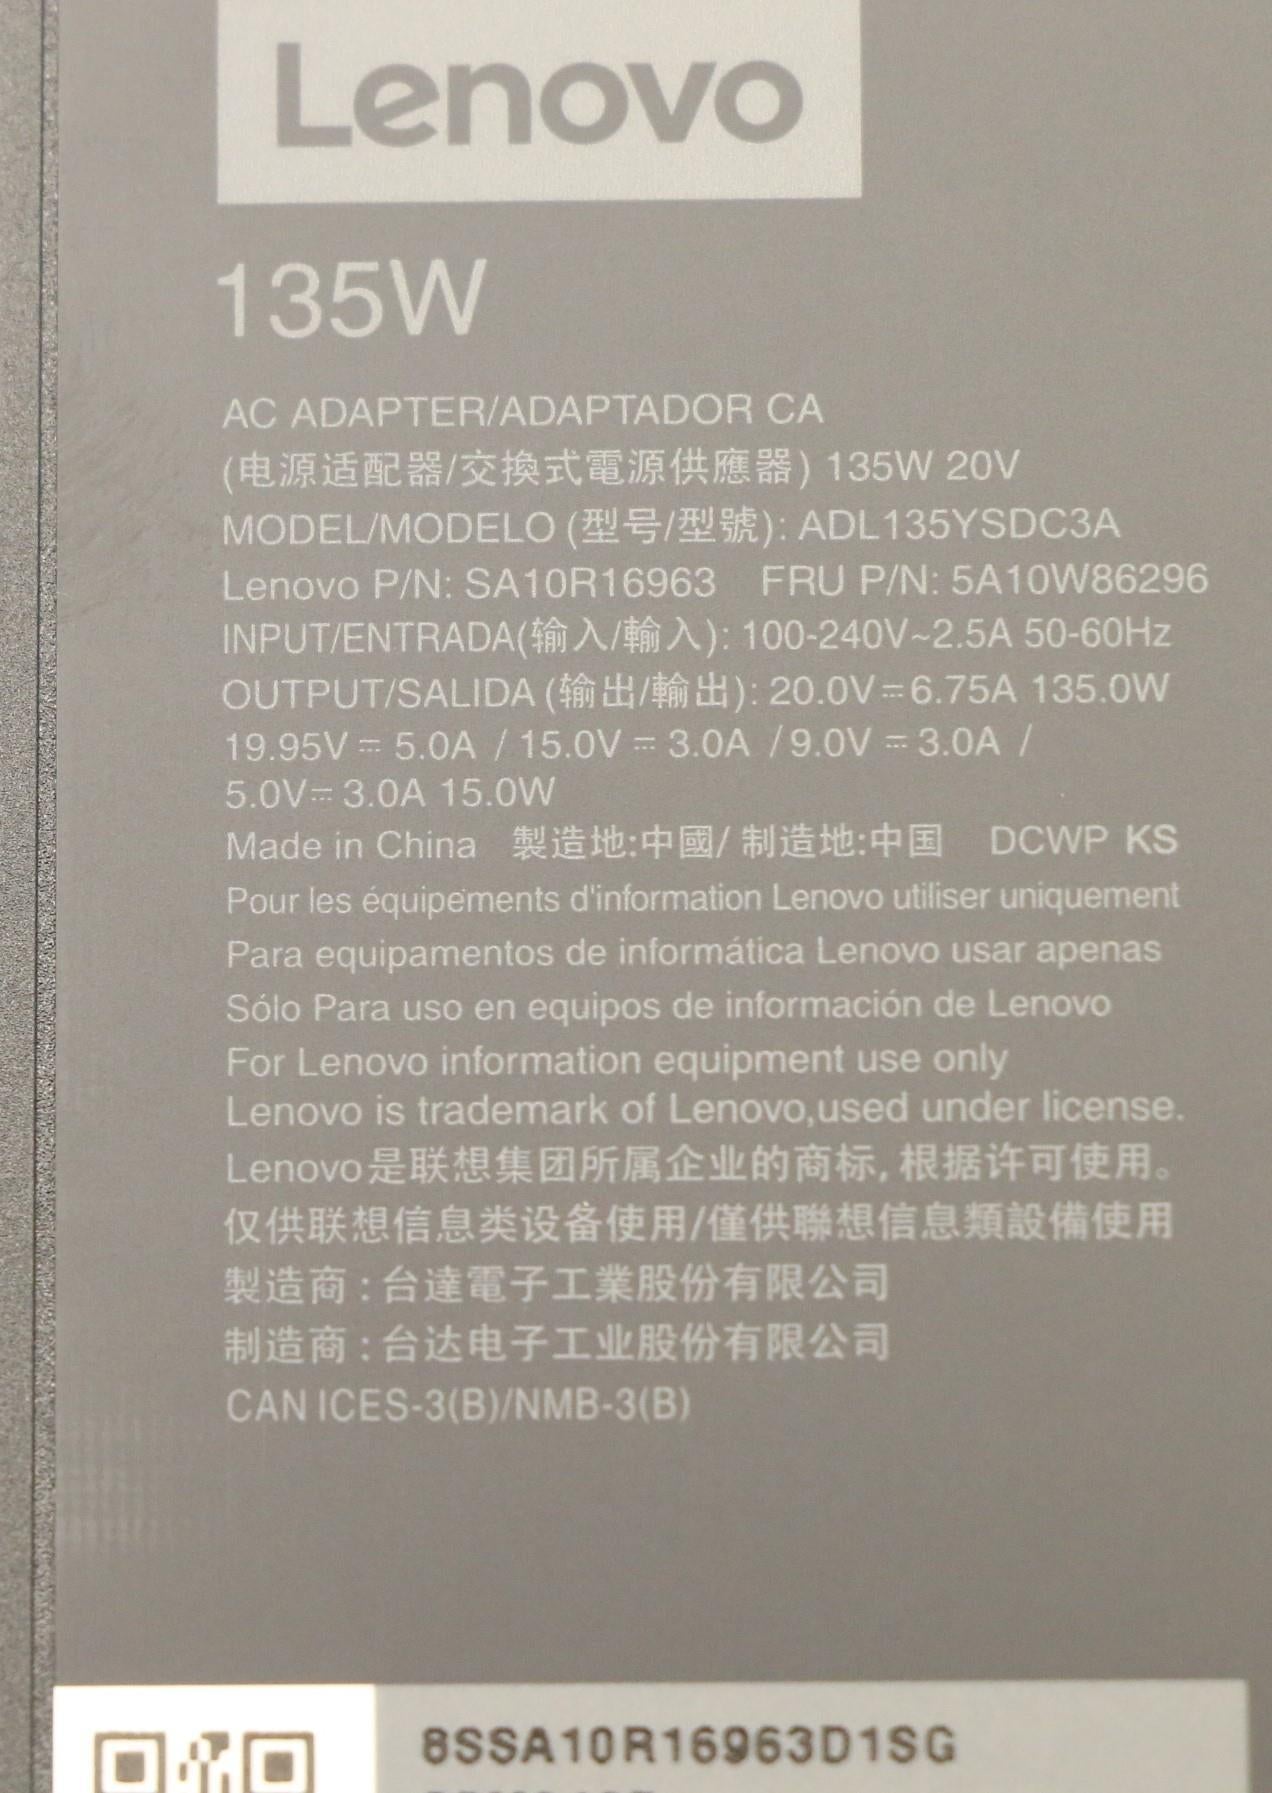 Lenovo
135W
AC ADAPTER/ADAPTADOR CA
(电源适配器/交換式電源供應器) 135W 20V
MODEL/MODELO (型号/型號): ADL135YSDC3A
Lenovo P/N: SA10R16963 FRU P/N: 5A10W86296
INPUT/ENTRADA(输入/輸入): 100-240V~2.5A 50-60Hz
OUTPUT/SALIDA (输出/輸出): 20.0V⎓6.75A 135.0W
19.95V ⎓ 5.0A / 15.0V ⎓ 3.0A / 9.0V ⎓ 3.0A /
5.0V⎓ 3.0A 15.0W
Made in China 製造地:中國/ 制造地:中国 DCWP KS
Pour les équipements d'information Lenovo utiliser uniquement
Para equipamentos de informática Lenovo usar apenas
Sólo Para uso en equipos de información de Lenovo
For Lenovo information equipment use only
Lenovo is trademark of Lenovo,used under license.
Lenovo是联想集团所属企业的商标, 根据许可使用。
仅供联想信息类设备使用/僅供聯想信息類設備使用
製造商 : 台達電子工業股份有限公司
制造商 : 台达电子工业股份有限公司
CAN ICES-3(B)/NMB-3(B)
8SSA10R16963D1SG